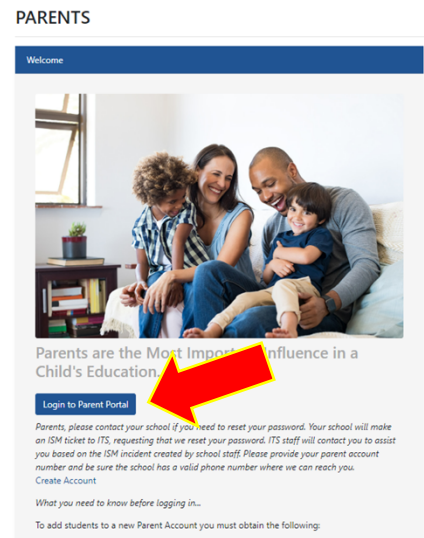 PARENTS
Welcome
Parents are the Most Influence in a
Child's Education.
Login to Parent Portal
Parents, please contact your school if you need to reset your password. Your school will make
an ISM ticket to ITS, requesting that we reset your password. ITS staff will contact you to assist
you based on the ISM incident created by school staff. Please provide your parent account
number and be sure the school has a valid phone number where we can reach you.
Create Account
What you need to know before logging in...
To add students to a new Parent Account you must obtain the following: